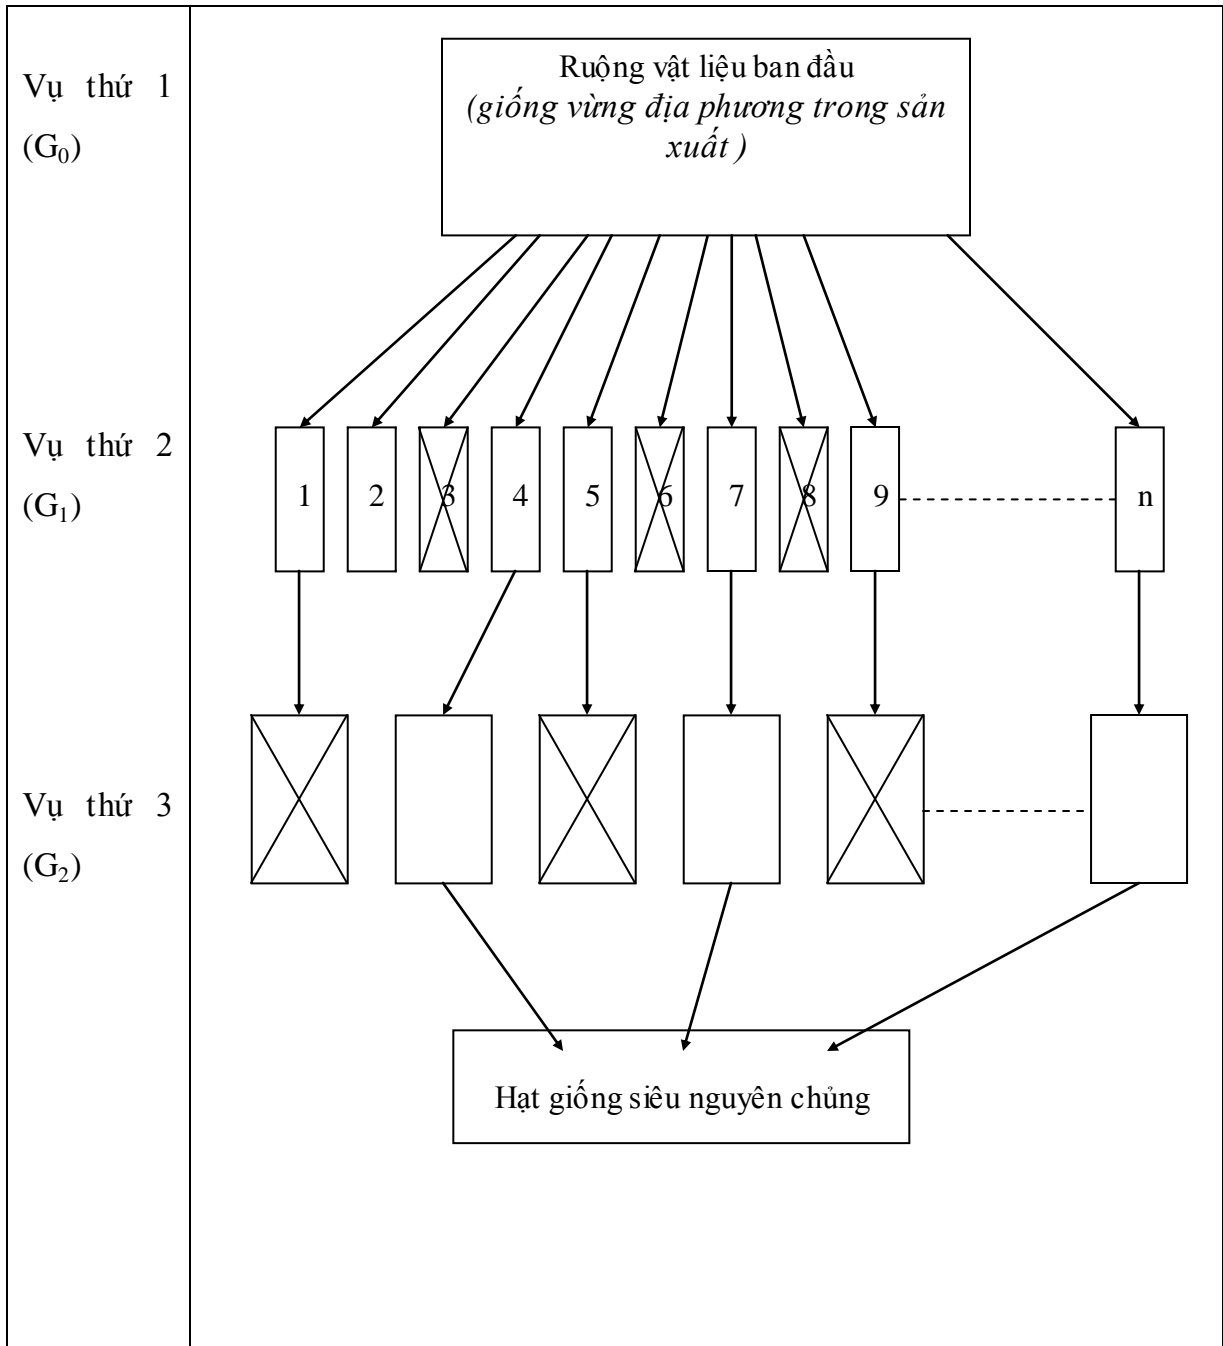 Vụ thứ 1
(G₀)
Ruộng vật liệu ban đầu
(giống vừng địa phương trong sản
xuất )
Vụ thứ 2
(G₁)
1 2 3 4 5 6 7 8 9 n
Vụ thứ 3
(G₂)
Hạt giống siêu nguyên chủng